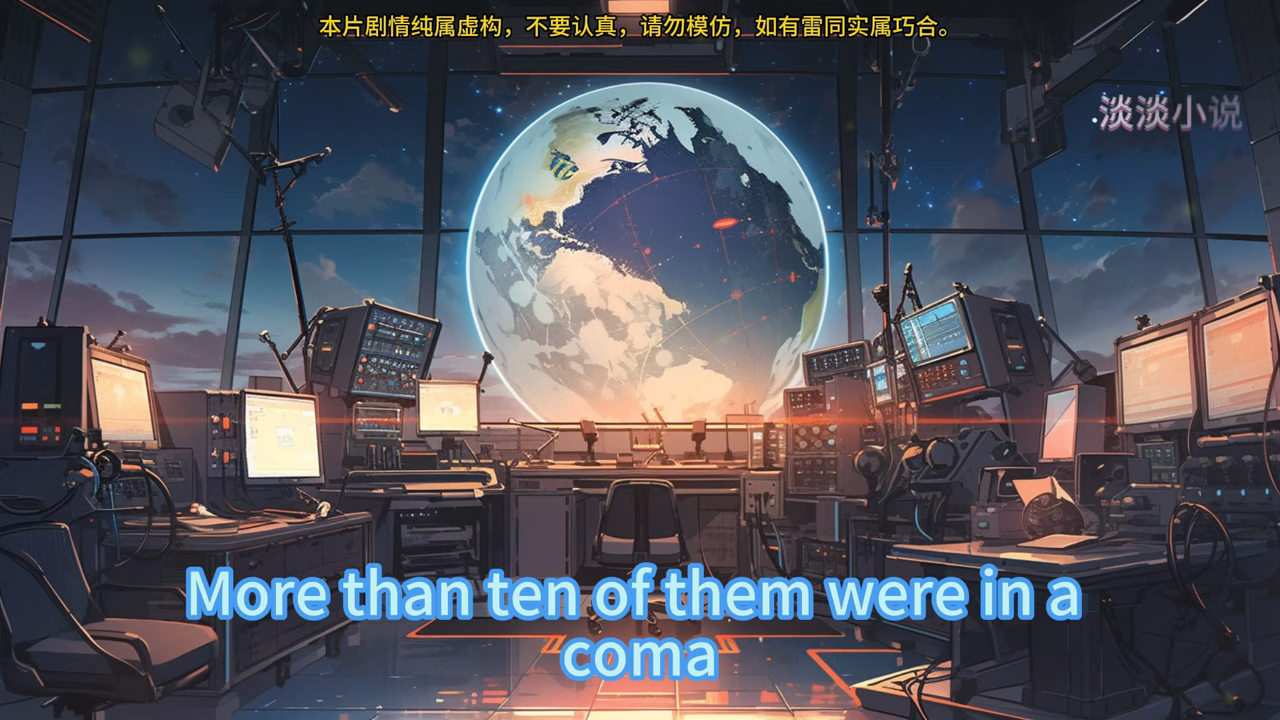 本片剧情纯属虚构，不要认真，请勿模仿，如有雷同实属巧合。
淡淡小说
More than ten of them were in a
coma